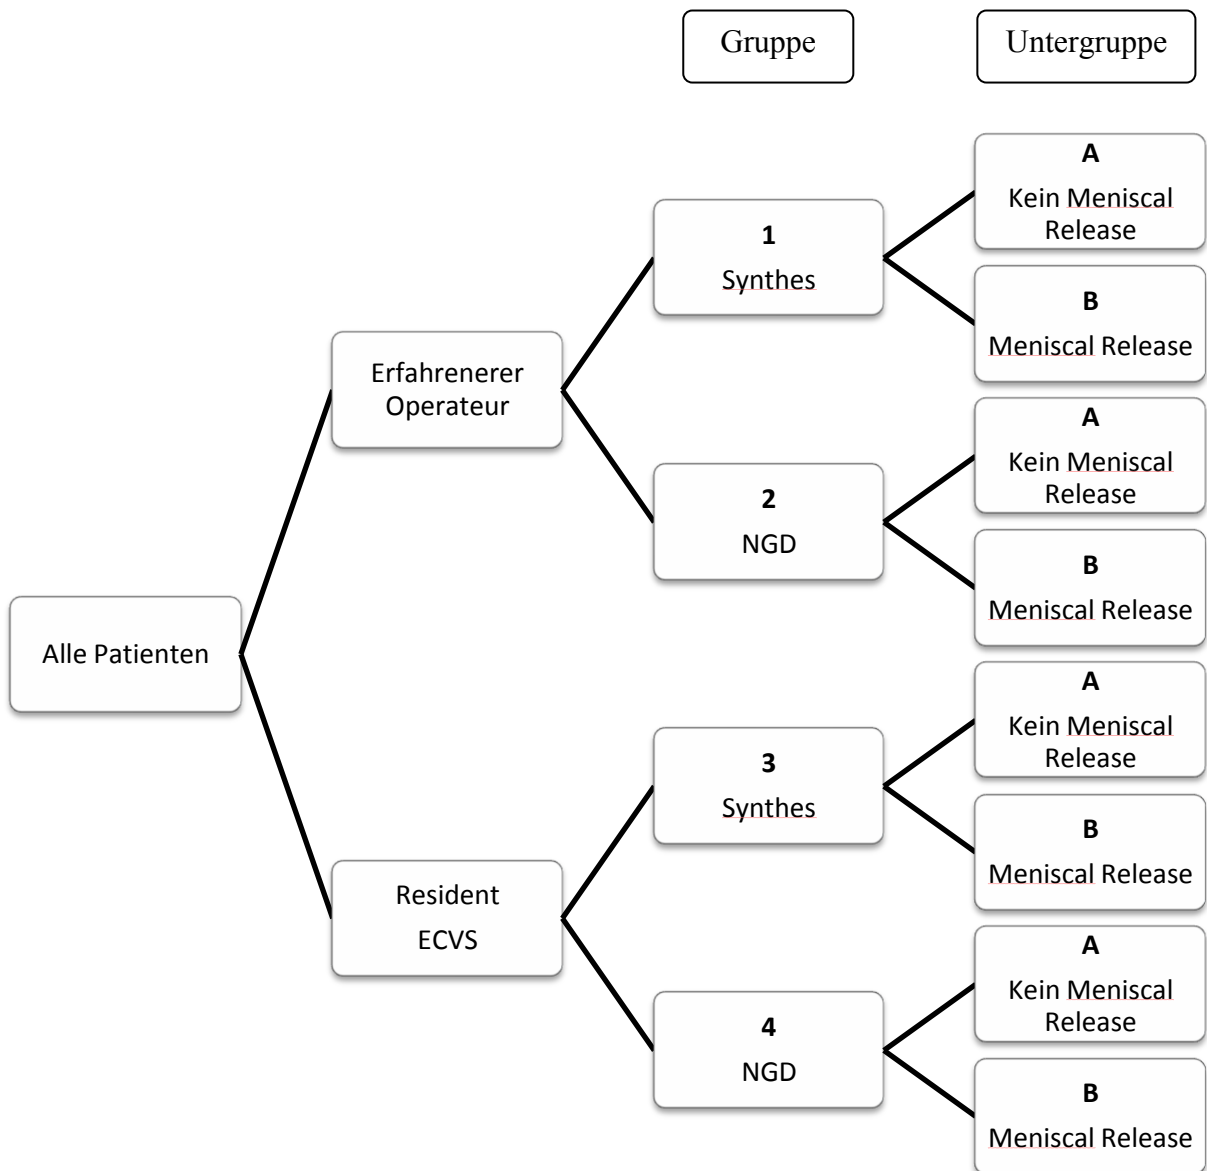 Gruppe
Untergruppe
A
Kein Meniscal
Release
1
Synthes
B
Meniscal Release
Erfahrenerer
Operateur
A
Kein Meniscal
Release
2
NGD
B
Meniscal Release
Alle Patienten
A
Kein Meniscal
Release
3
Synthes
B
Meniscal Release
Resident
ECVS
A
Kein Meniscal
Release
4
NGD
B
Meniscal Release